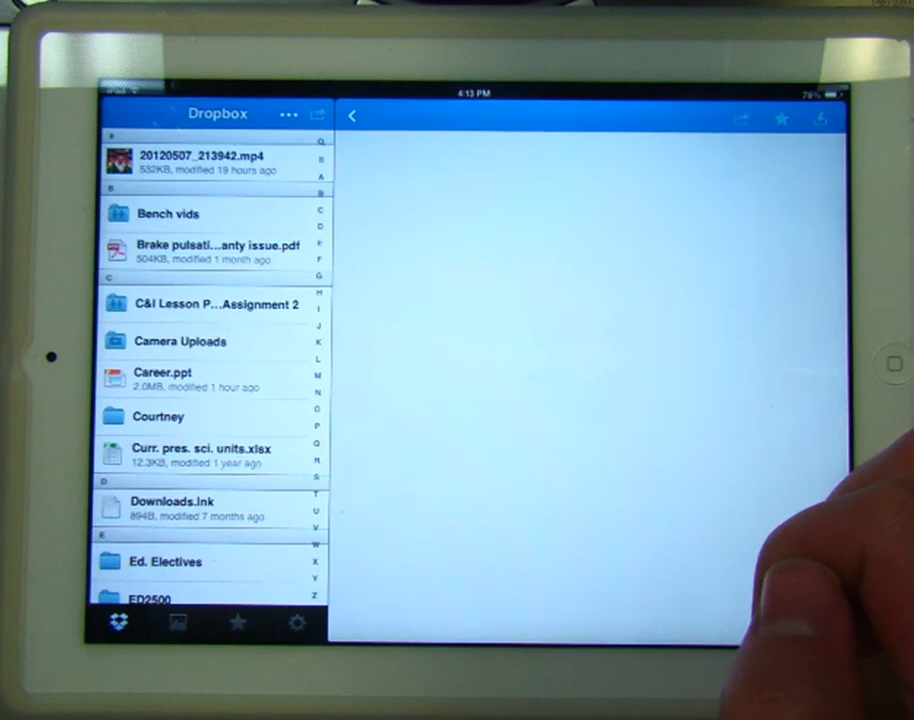 4:13 PM
78%
Dropbox
#
20120507_213942.mp4
532KB, modified 19 hours ago
B
Bench vids
Brake pulsati...anty issue.pdf
504KB, modified 1 month ago
C
C&I Lesson P...Assignment 2
Camera Uploads
Career.ppt
2.0MB, modified 1 hour ago
Courtney
Curr. pres. sci. units.xlsx
12.3KB, modified 1 year ago
D
Downloads.lnk
894B, modified 7 months ago
E
Ed. Electives
ED2500
A
B
C
D
E
F
G
H
I
J
K
L
M
N
O
P
Q
R
S
T
U
V
W
X
Y
Z